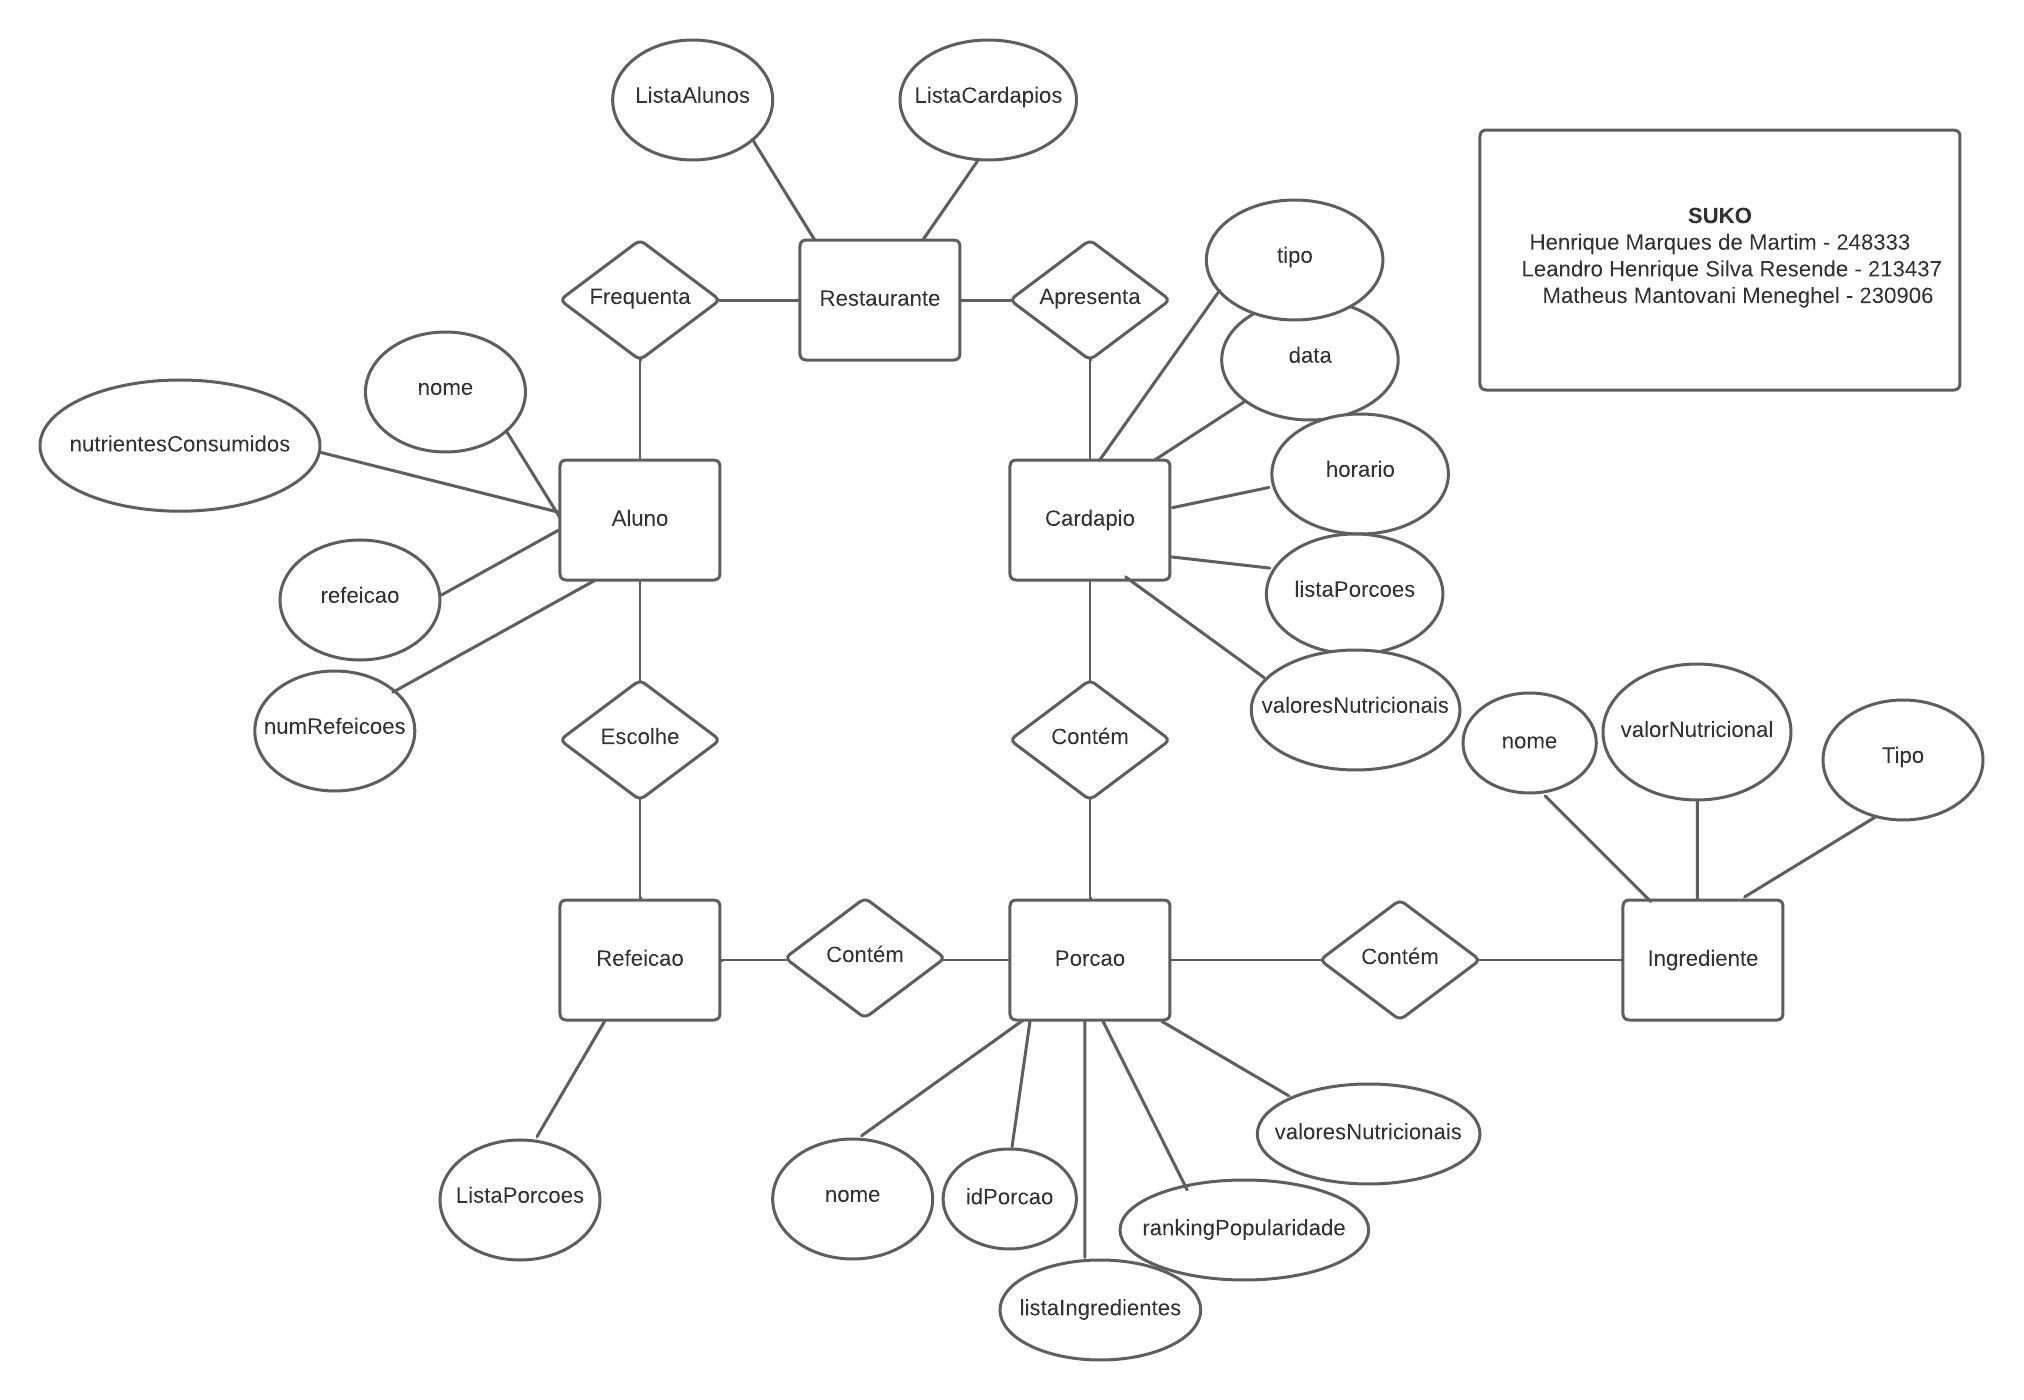 ListaAlunos
ListaCardapios
SUKO
Henrique Marques de Martim - 248333
Leandro Henrique Silva Resende - 213437
Matheus Mantovani Meneghel - 230906
tipo
Frequenta
Restaurante
Apresenta
data
nome
nutrientesConsumidos
horario
Aluno
Cardapio
refeicao
listaPorcoes
numRefeicoes
Escolhe
Contém
valoresNutricionais
nome
valorNutricional
Tipo
Refeicao
Contém
Porcao
Contém
Ingrediente
valoresNutricionais
ListaPorcoes
nome
idPorcao
rankingPopularidade
listaIngredientes